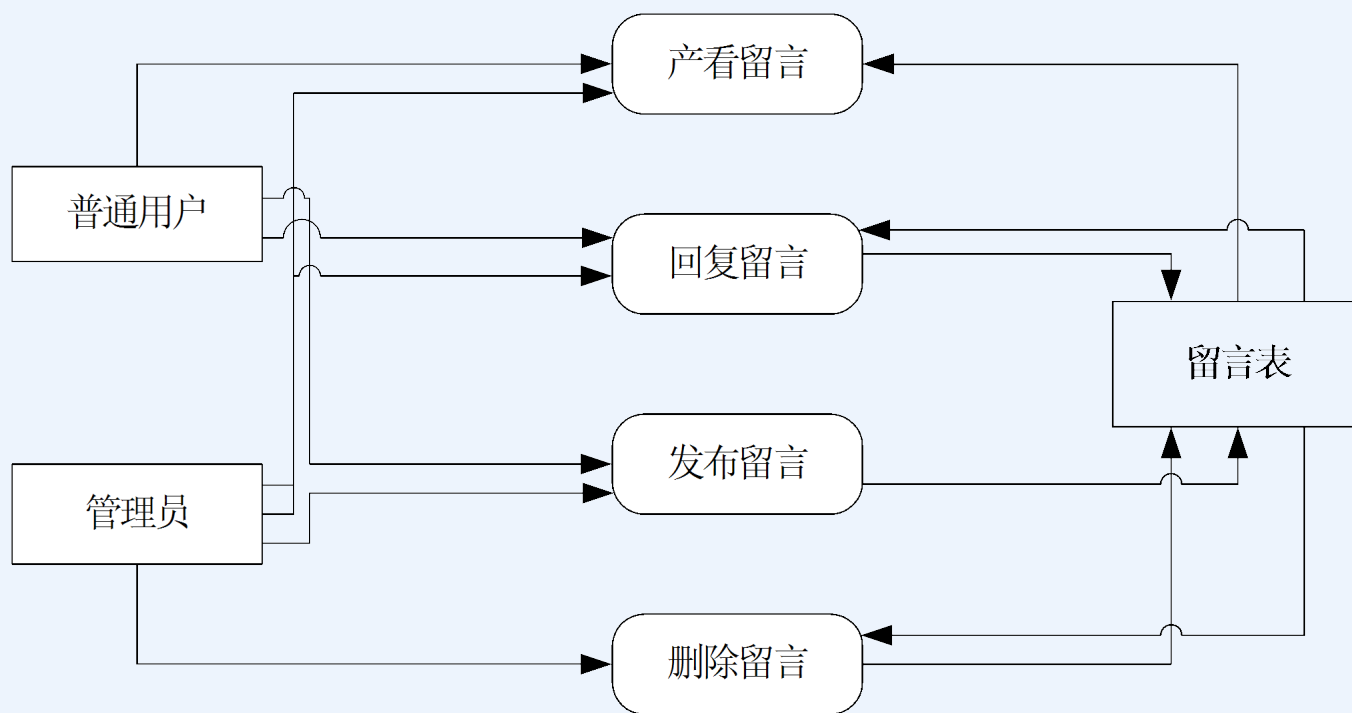 产看留言
普通用户
回复留言
留言表
发布留言
管理员
删除留言